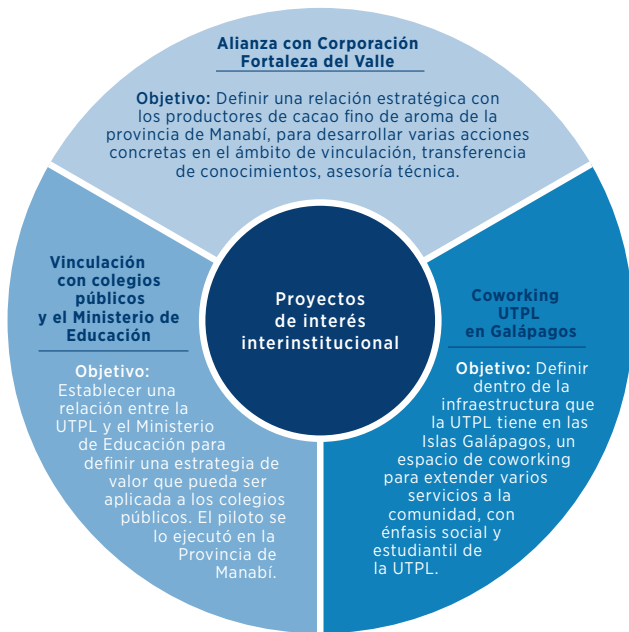 Alianza con Corporación
Fortaleza del Valle
Objetivo: Definir una relación estratégica con
los productores de cacao fino de aroma de la
provincia de Manabí, para desarrollar varias acciones
concretas en el ámbito de vinculación, transferencia
de conocimientos, asesoría técnica.
Vinculación
con colegios
públicos
y el Ministerio de
Educación
Objetivo:
Establecer una
relación entre la
UTPL y el Ministerio
de Educación para
definir una estrategia de
valor que pueda ser
aplicada a los colegios
públicos. El piloto se
lo ejecutó en la
Provincia de
Manabí.
Proyectos
de interés
interinstitucional
Coworking
UTPL
en Galápagos
Objetivo: Definir
dentro de la
infraestructura que
la UTPL tiene en las
Islas Galápagos, un
espacio de coworking
para extender varios
servicios a la
comunidad, con
énfasis social y
estudiantil de
la UTPL.